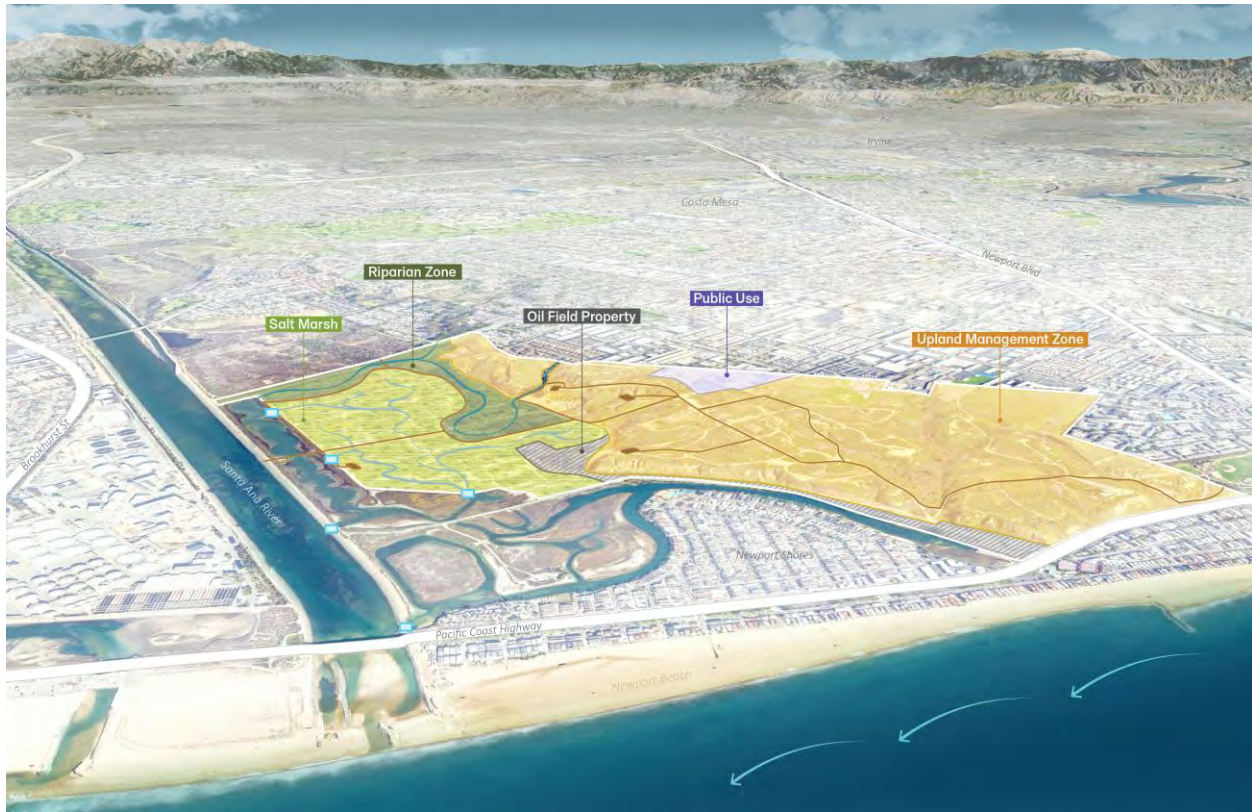 Irvine
Costa Mesa
Newport Blvd
Riparian Zone
Public Use
Oil Field Property
Salt Marsh
Upland Management Zone
Brookhurst St
Santa Ana River
Newport Shores
Pacific Coast Highway
Newport Beach